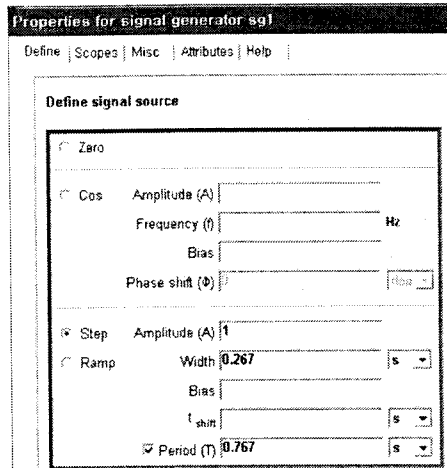 Properties for signal generator sg1
Define Scopes Misc Attributes Help
Define signal source
Zero
Cos Amplitude (A)
Frequency (f) Hz
Bias
Phase shift (Φ) 0
Step Amplitude (A) 1
Ramp Width 0.267 s
Bias
t shift s
Period (T) 0.767 s